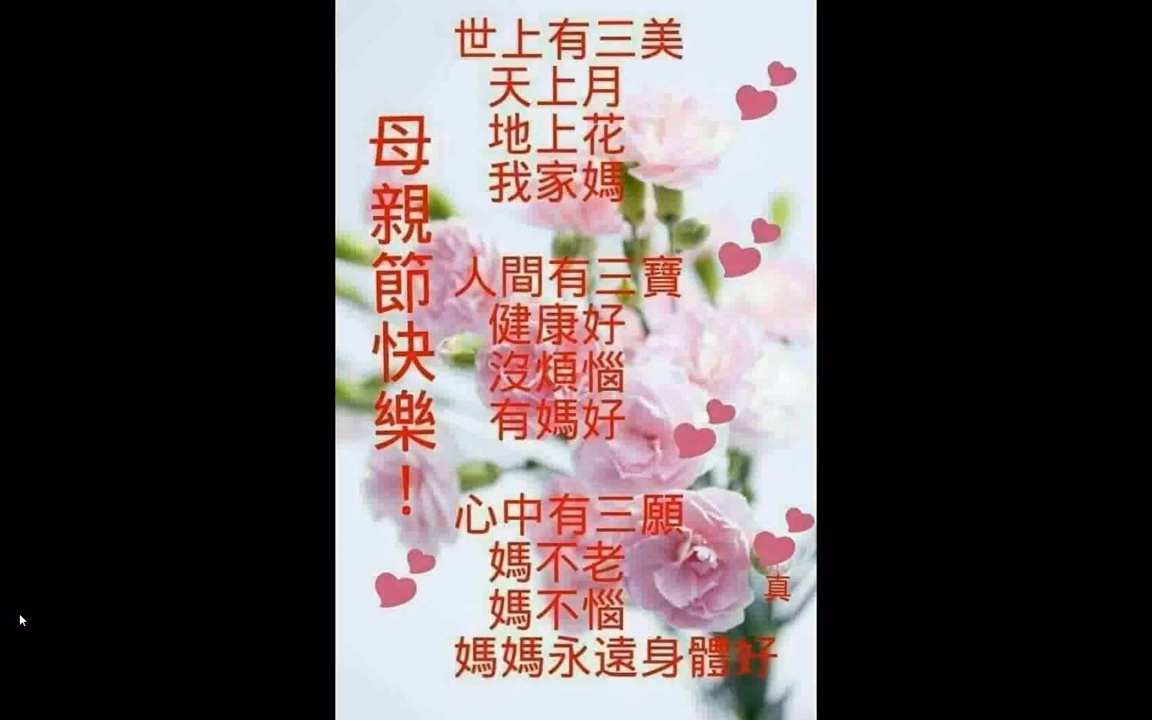 母親節快樂！
世上有三美
天上月
地上花
我家媽
人間有三寶
健康好
沒煩惱
有媽好
心中有三願
媽不老
媽不惱
媽媽永遠身體好
真